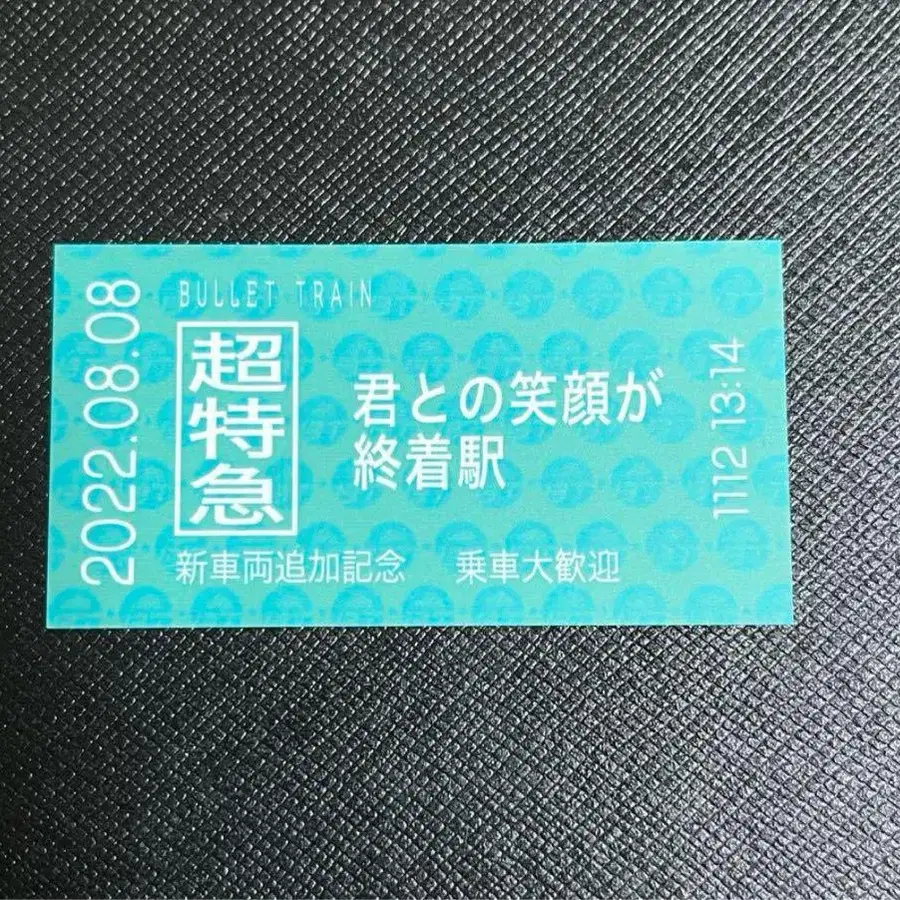 2022.08.08
BULLET TRAIN
超特急
君との笑顔が
終着駅
新車両追加記念 乗車大歓迎
1112 13:14